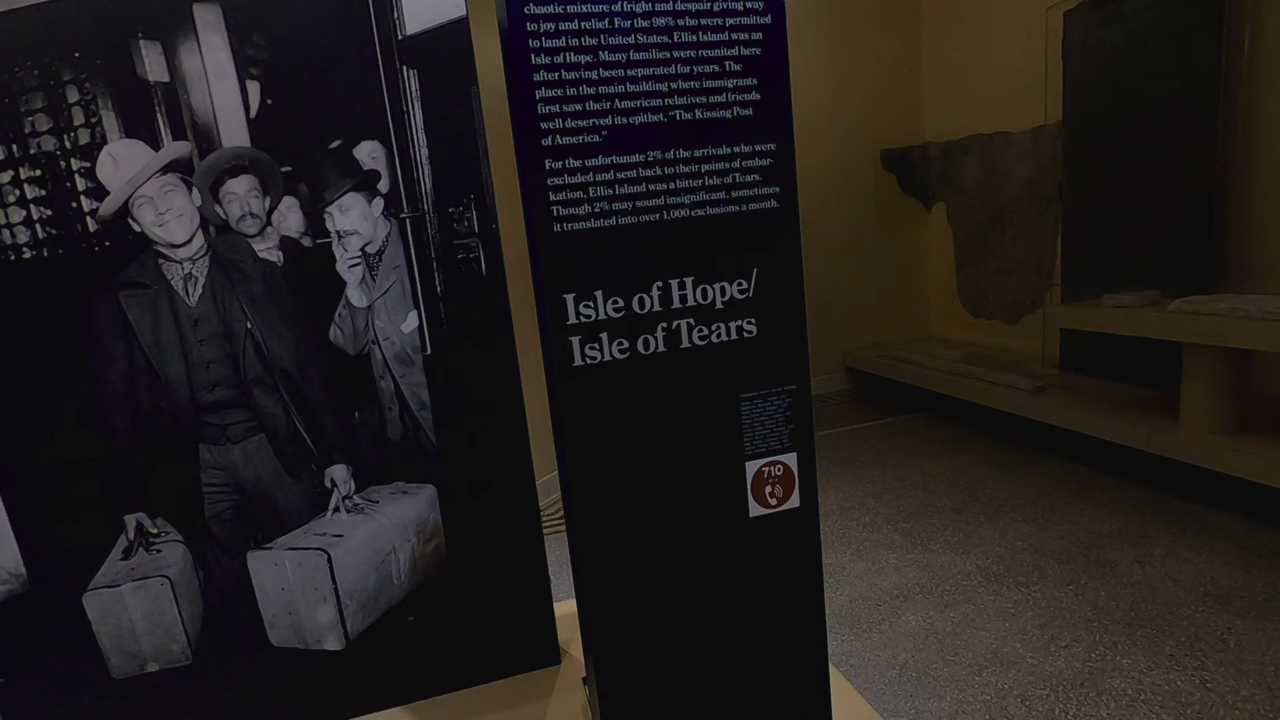 chaotic mixture of fright and despair giving way
to joy and relief. For the 98% who were permitted
to land in the United States, Ellis Island was an
Isle of Hope. Many families were reunited here
after having been separated for years. The
place in the main building where immigrants
first saw their American relatives and friends
well deserved its epithet, “The Kissing Post
of America.”
For the unfortunate 2% of the arrivals who were
excluded and sent back to their points of embar-
kation, Ellis Island was a bitter Isle of Tears.
Though 2% may sound insignificant, sometimes
it translated into over 1,000 exclusions a month.
Isle of Hope/
Isle of Tears
710